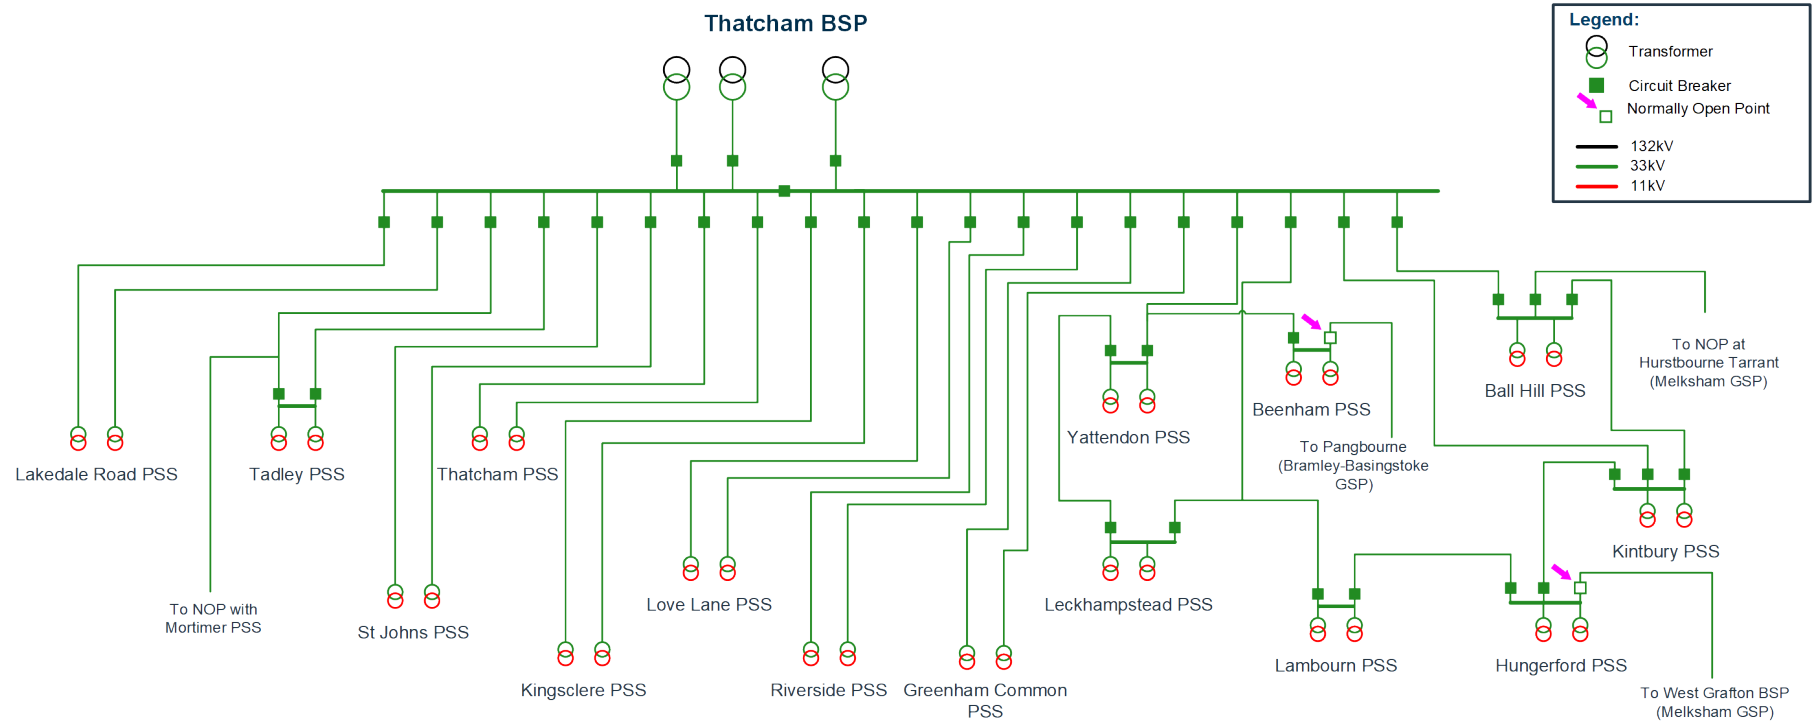 Thatcham BSP
Legend:
Transformer
Circuit Breaker
Normally Open Point
132kV
33kV
11kV
To NOP at
Hurstbourne Tarrant
(Melksham GSP)
Ball Hill PSS
Beenham PSS
Yattendon PSS
To Pangbourne
(Bramley-Basingstoke
GSP)
Lakedale Road PSS
Tadley PSS
Thatcham PSS
Kintbury PSS
To NOP with
Mortimer PSS
St Johns PSS
Love Lane PSS
Leckhampstead PSS
Lambourn PSS
Hungerford PSS
Kingsclere PSS
Riverside PSS
Greenham Common
PSS
To West Grafton BSP
(Melksham GSP)